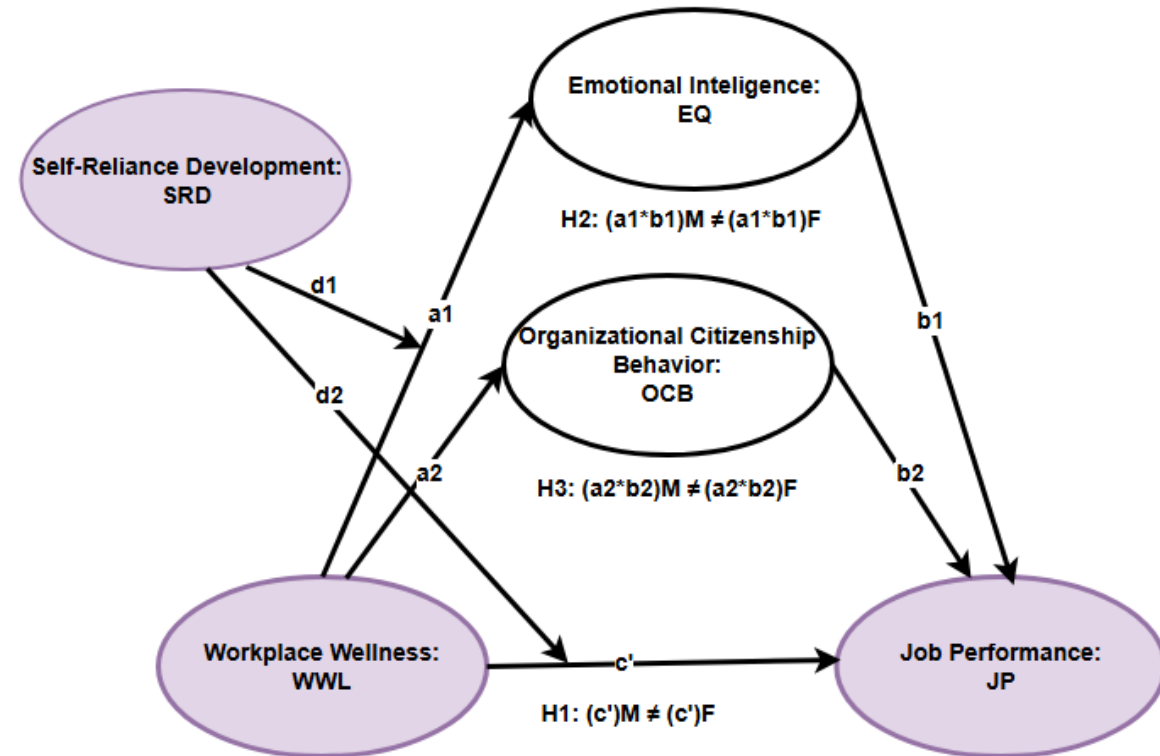 Emotional Inteligence:
EQ
Self-Reliance Development:
SRD
H2: (a1*b1)M ≠ (a1*b1)F
d1
a1
b1
Organizational Citizenship
Behavior:
OCB
d2
a2
b2
H3: (a2*b2)M ≠ (a2*b2)F
Workplace Wellness:
WWL
c'
Job Performance:
JP
H1: (c')M ≠ (c')F